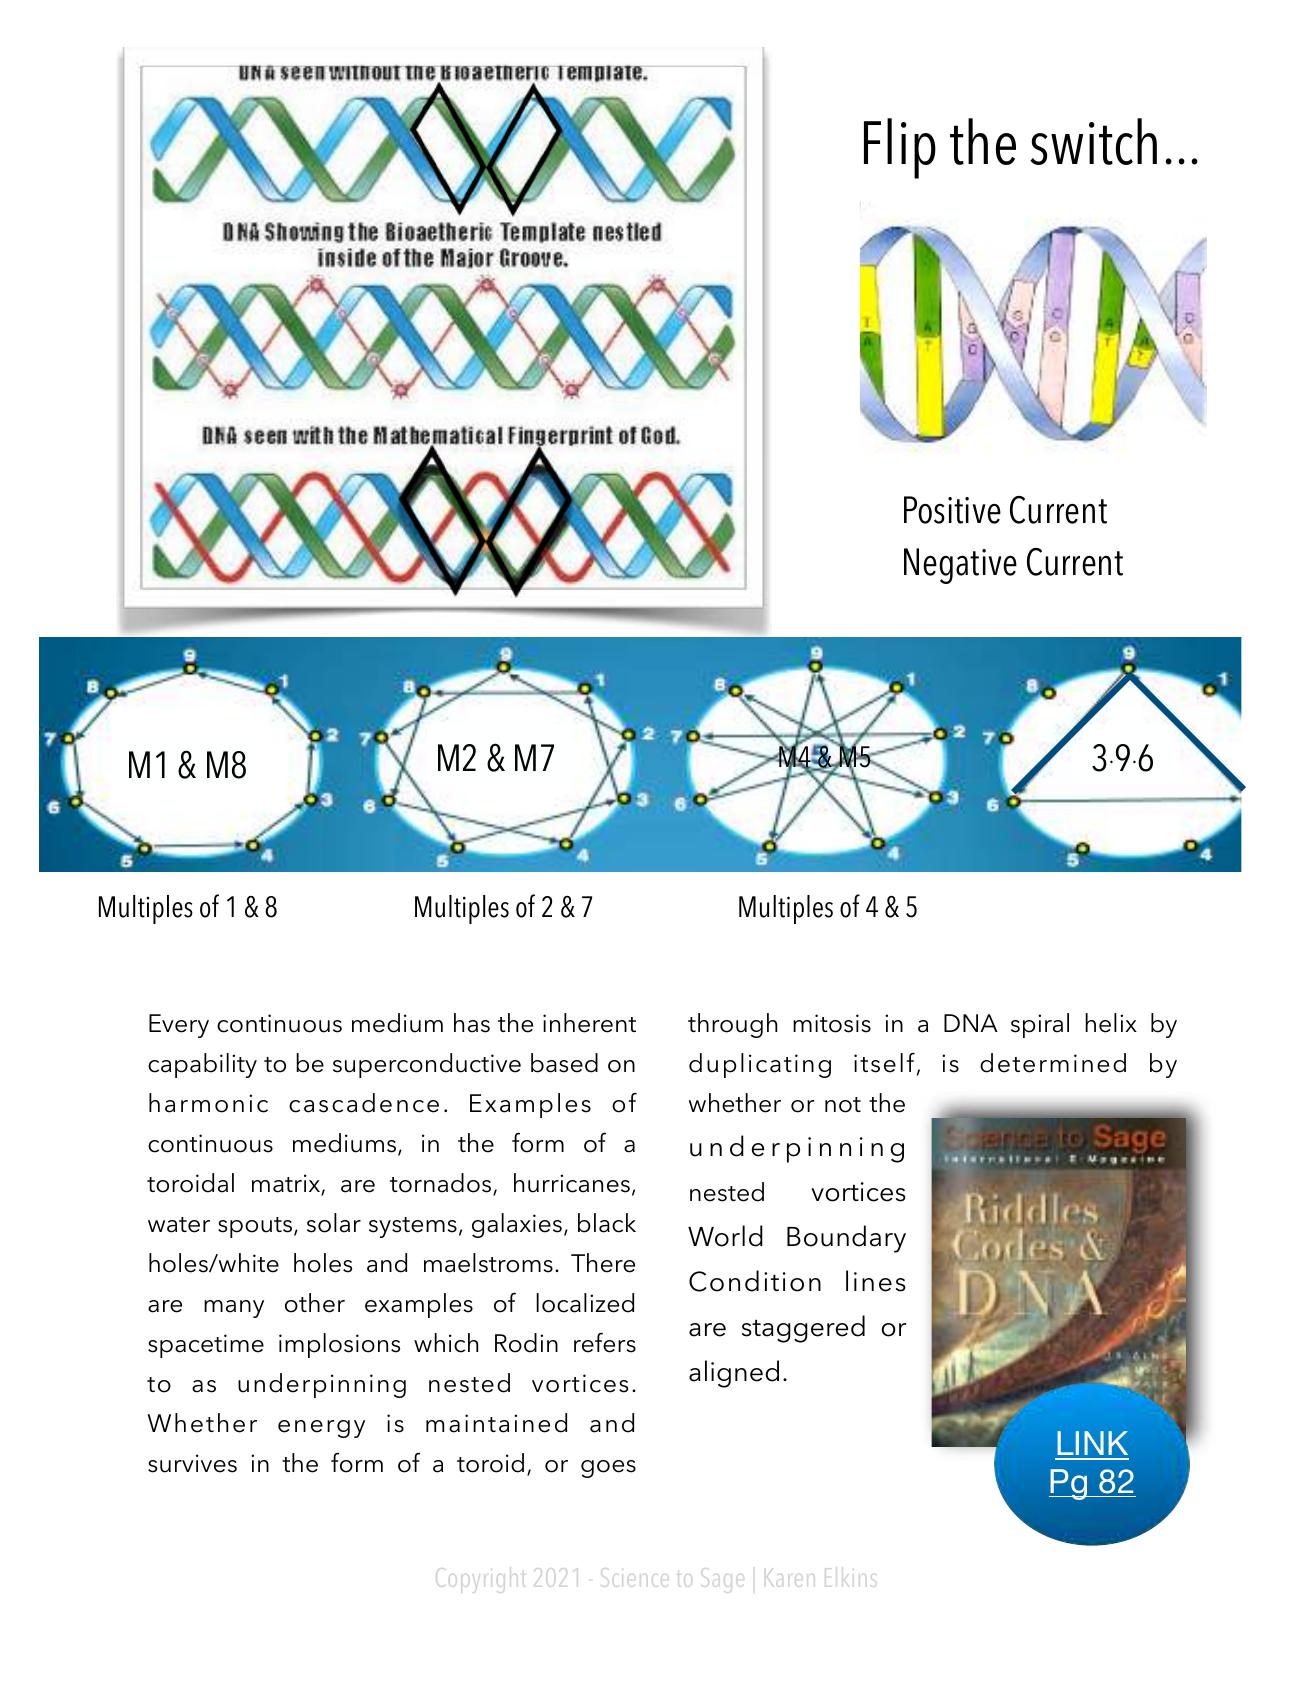 DNA seen without the Bioaetheric Template.
DNA Showing the Bioaetheric Template nestled
inside of the Major Groove.
DNA seen with the Mathematical Fingerprint of God.
Flip the switch...
T
A
A
T
G
C
G
C
C
G
A
T
A
T
C
G
Positive Current
Negative Current
9
8
1
7
2
M1 & M8
6
3
5
4
9
8
1
7
2
M2 & M7
6
3
5
4
9
8
1
7
2
M4 & M5
6
3
5
4
9
8
1
7
3·9·6
6
5
4
Multiples of 1 & 8
Multiples of 2 & 7
Multiples of 4 & 5
Every continuous medium has the inherent
capability to be superconductive based on
harmonic cascadence. Examples of
continuous mediums, in the form of a
toroidal matrix, are tornados, hurricanes,
water spouts, solar systems, galaxies, black
holes/white holes and maelstroms. There
are many other examples of localized
spacetime implosions which Rodin refers
to as underpinning nested vortices.
Whether energy is maintained and
survives in the form of a toroid, or goes
through mitosis in a DNA spiral helix by
duplicating itself, is determined by
whether or not the
underpinning
nested vortices
World Boundary
Condition lines
are staggered or
aligned.
Science to Sage
International E-Magazine
Riddles
Codes &
DNA
LINK
Pg 82
Copyright 2021 - Science to Sage | Karen Elkins